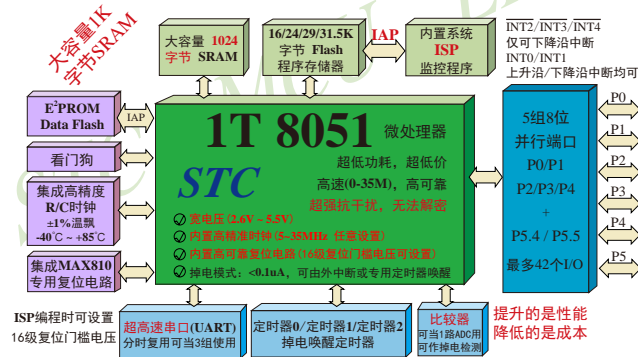 大容量1K
字节SRAM
大容量 1024
字节 SRAM
16/24/29/31.5K
字节 Flash
程序存储器
IAP
内置系统
ISP
监控程序
INT2/INT3/INT4
仅可下降沿中断
INT0/INT1
上升沿/下降沿中断均可
E²PROM
Data Flash
IAP
看门狗
集成高精度
R/C时钟
±1%温飘
-40℃ ~ +85℃
集成MAX810
专用复位电路
1T 8051 微处理器
STC
超低功耗，超低价
高速(0-35M)，高可靠
超强抗干扰，无法解密
宽电压(2.6V ~ 5.5V)
内置高精准时钟(5~35MHz 任意设置)
内置高可靠复位电路(16级复位门槛电压可设置)
掉电模式：<0.1uA，可由外中断或专用定时器唤醒
5组8位
并行端口
P0/P1
P2/P3/P4
+
P5.4 / P5.5
最多42个I/O
P0
P1
P2
P3
P4
P5
ISP编程时可设置
16级复位门槛电压
超高速串口(UART)
分时复用可当3组使用
定时器0/定时器1/定时器2
掉电唤醒定时器
比较器
可当1路ADC用
可作掉电检测
提升的是性能
降低的是成本